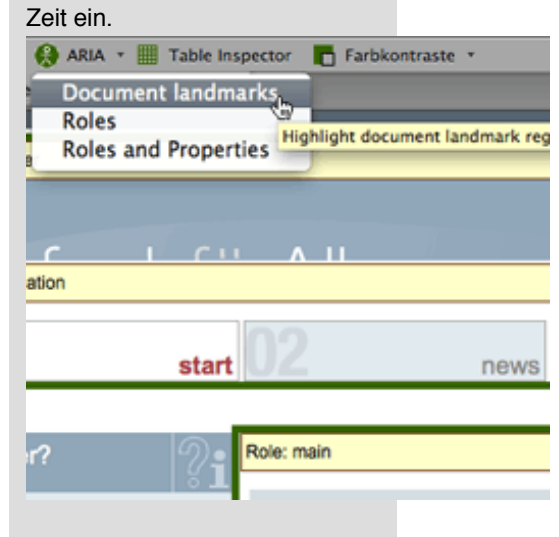 Zeit ein.
ARIA Table Inspector Farbkontraste
Document landmarks
Roles
Highlight document landmark reg
Roles and Properties
ation
start 02 news
r?
Role: main